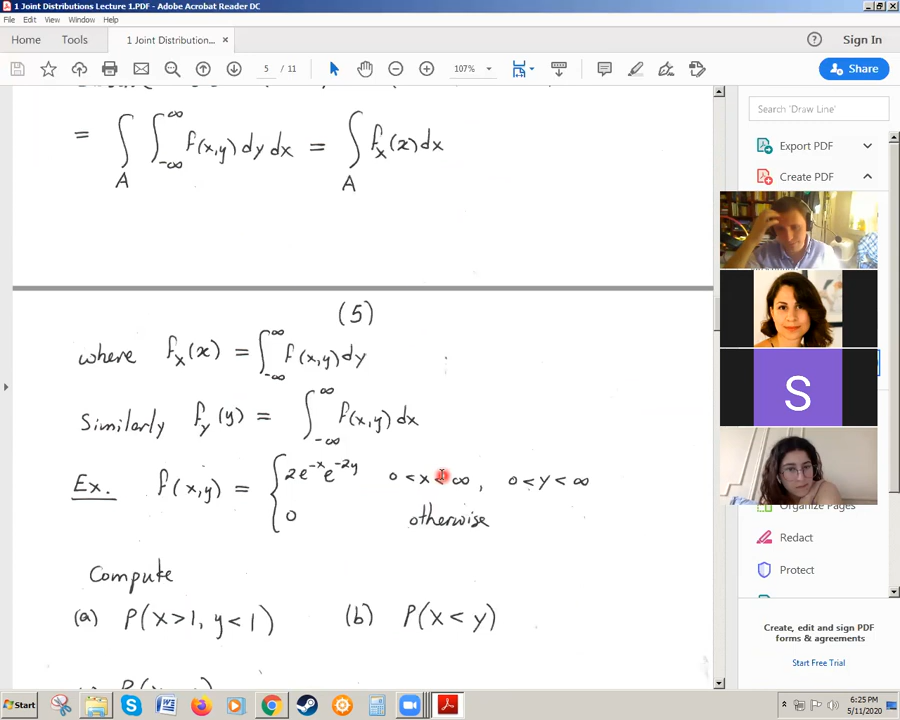 1 Joint Distributions Lecture 1.PDF - Adobe Acrobat Reader DC
File Edit View Window Help
Home Tools 1 Joint Distribution... × Sign In
5 / 11 107% Share
= ∫_A ∫_{-∞}^{∞} f(x,y) dy dx = ∫_A f_X(x) dx
(5)
where f_X(x) = ∫_{-∞}^{∞} f(x,y) dy
Similarly f_Y(y) = ∫_{-∞}^{∞} f(x,y) dx
Ex. f(x,y) = { 2e^{-x}e^{-2y} 0 < x < ∞, 0 < y < ∞
0 otherwise
Compute
(a) P(X>1, Y<1) (b) P(X < Y)
Search 'Draw Line'
Export PDF
Create PDF
S
Organize Pages
Redact
Protect
Create, edit and sign PDF
forms & agreements
Start Free Trial
Start
6:25 PM
5/11/2020